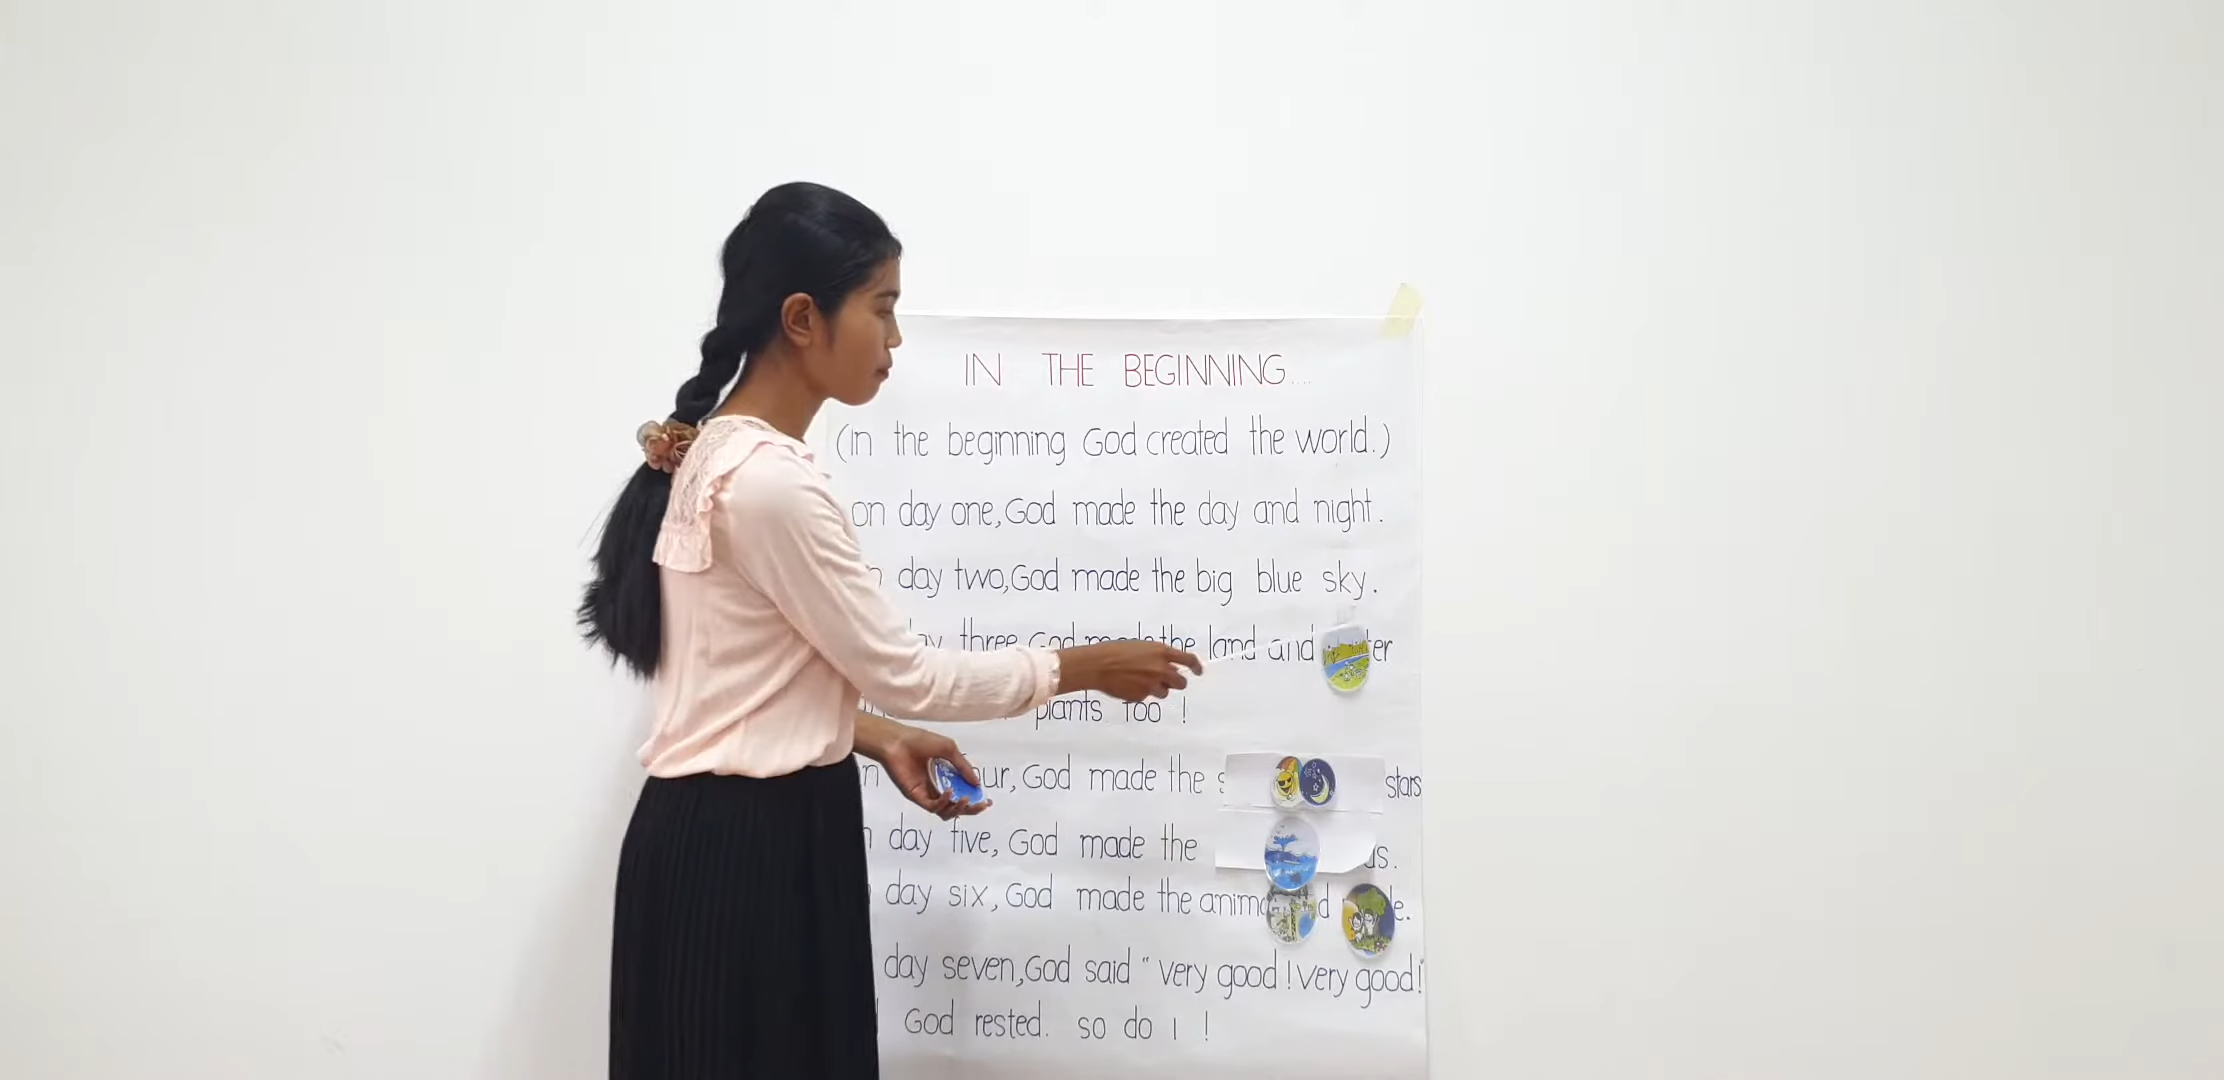 IN THE BEGINNING....
(In the beginning God created the world.)
on day one, God made the day and night.
day two, God made the big blue sky.
three God made the land and
plants too !
God made the stars
day five, God made the
day six, God made the
day seven, God said " very good ! very good !
God rested. so do I !